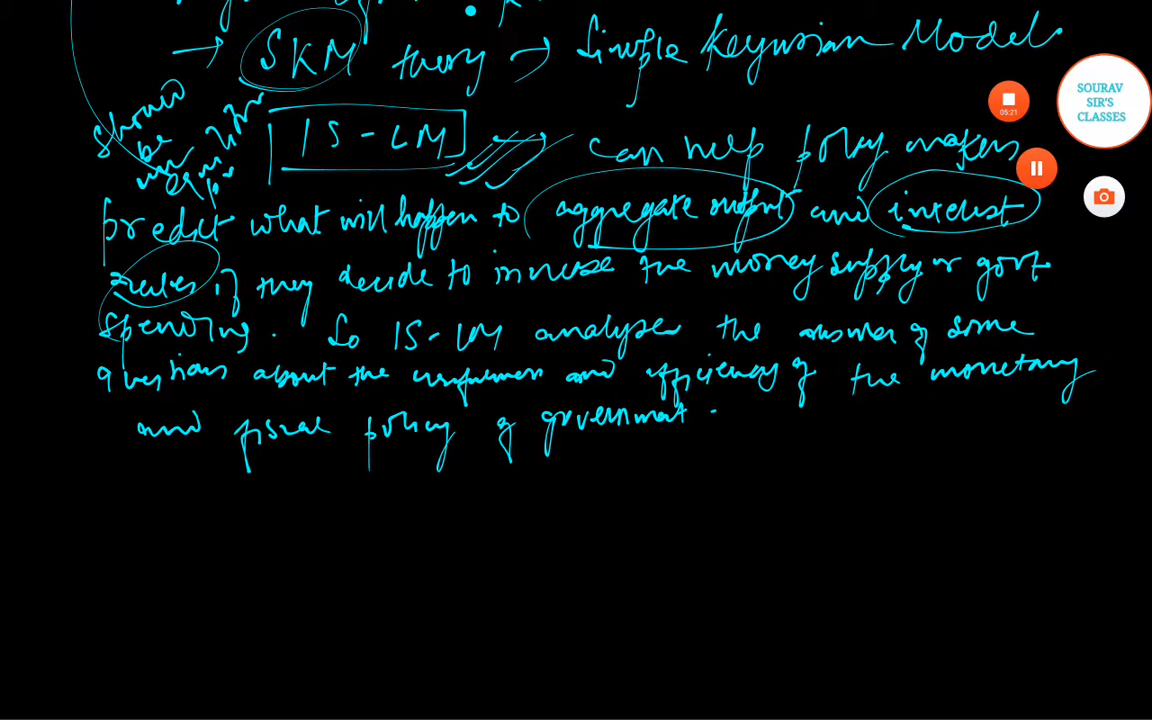 → SKM theory → Simple Keynesian Model
SOURAV
SIR'S
CLASSES
05:21
should
be
IS-LM can help policy makers
predict what will happen to aggregate output and interest
rates, if they decide to increase the money supply or govt
spending. So IS-LM analyses the answer of some
questions about the usefulness and efficiency of the monetary
and fiscal policy of government.